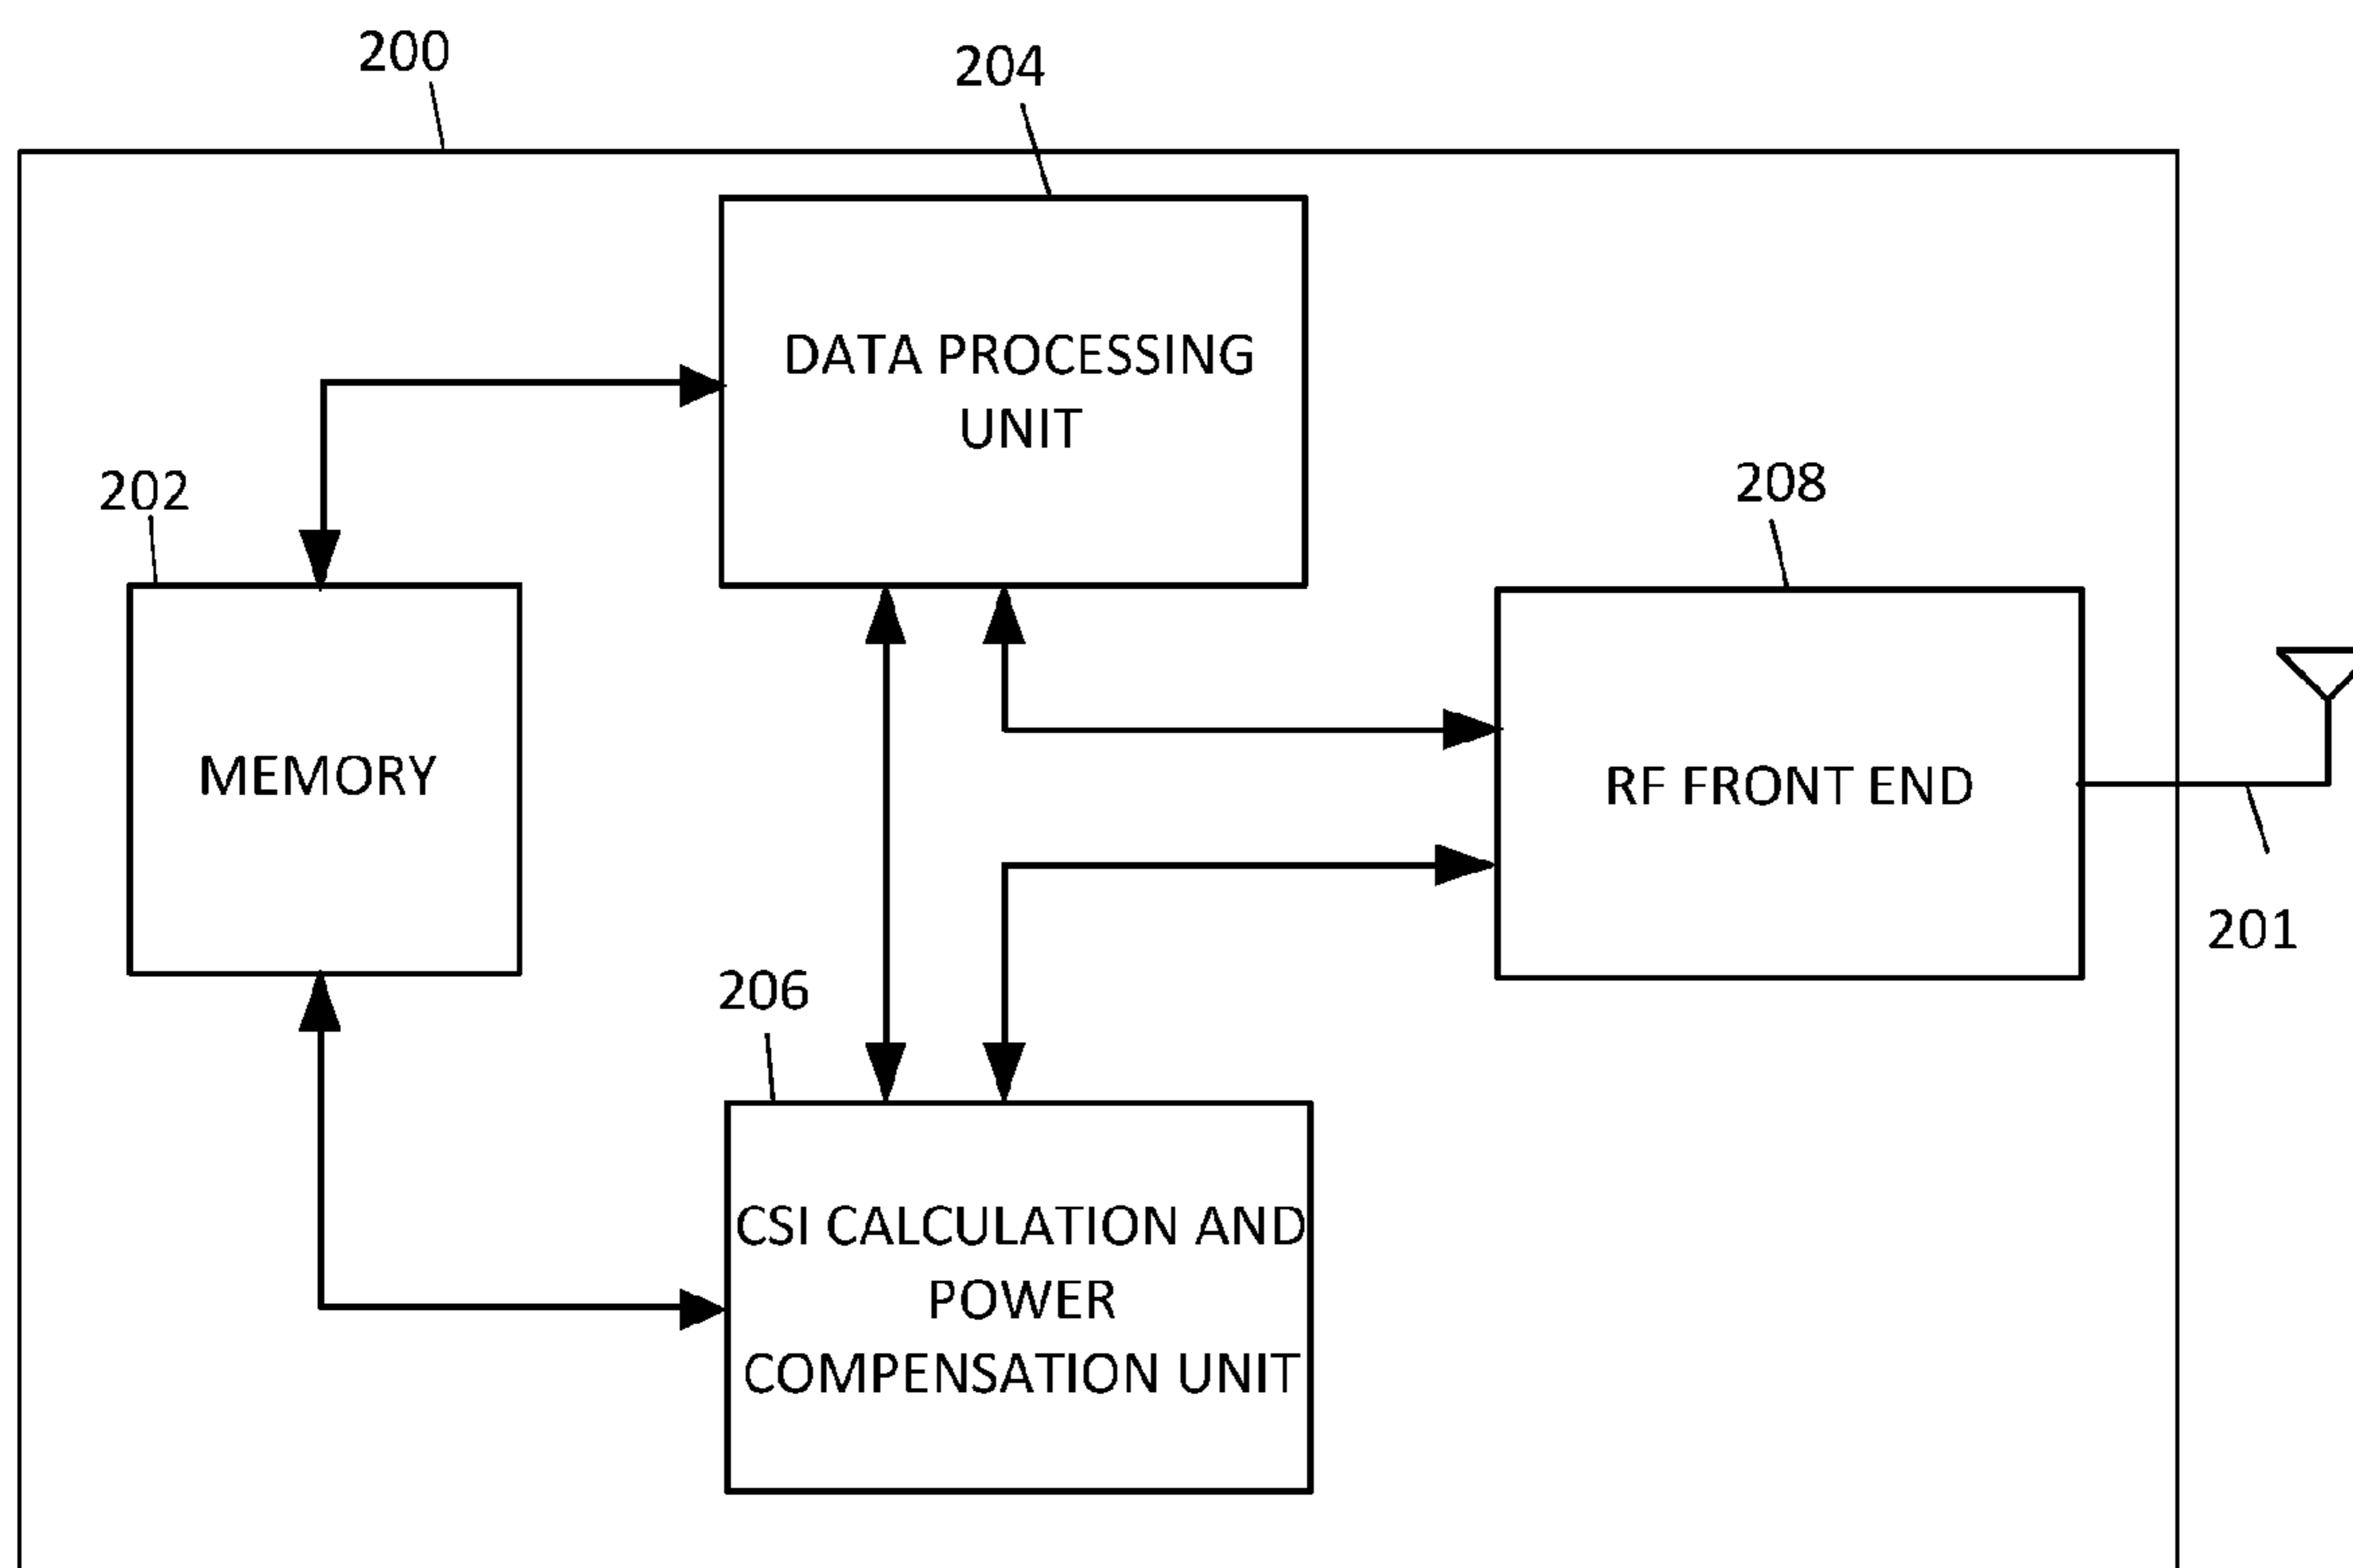 200
204
DATA PROCESSING
UNIT
202
208
MEMORY
RF FRONT END
201
206
CSI CALCULATION AND
POWER
COMPENSATION UNIT